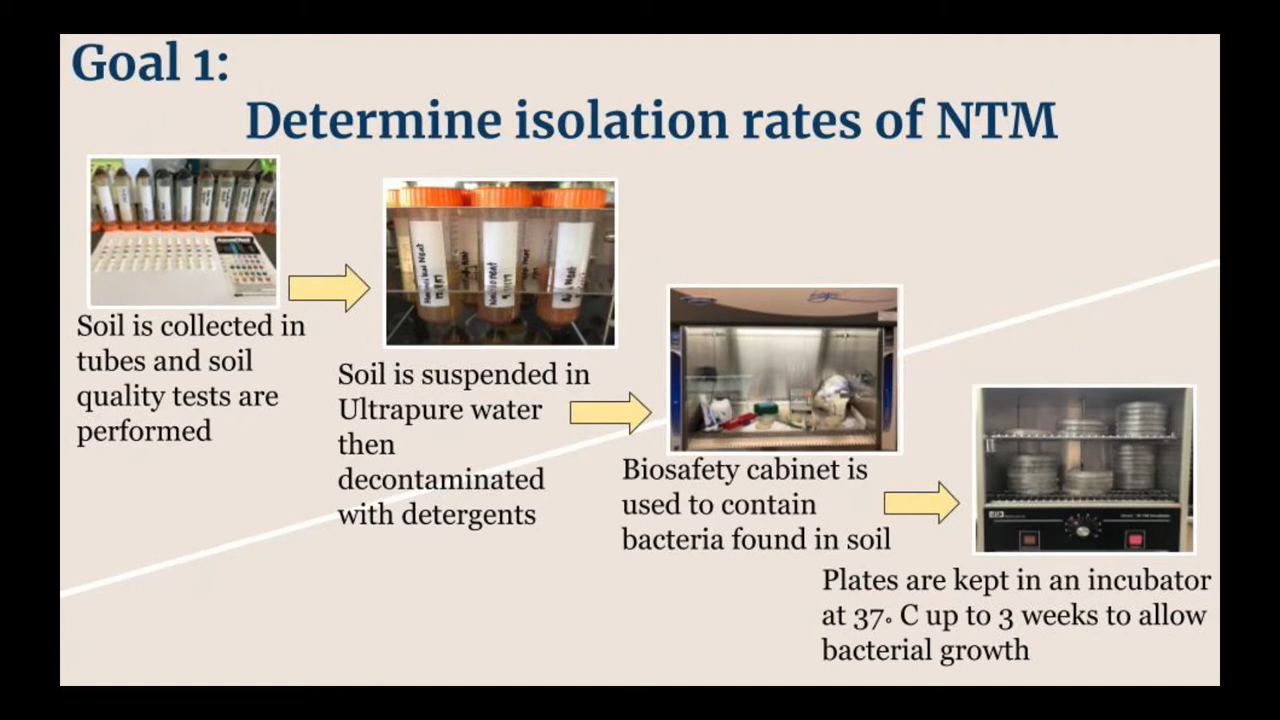 Goal 1:
Determine isolation rates of NTM
Soil is collected in
tubes and soil
quality tests are
performed
Soil is suspended in
Ultrapure water
then
decontaminated
with detergents
Biosafety cabinet is
used to contain
bacteria found in soil
Plates are kept in an incubator
at 37° C up to 3 weeks to allow
bacterial growth